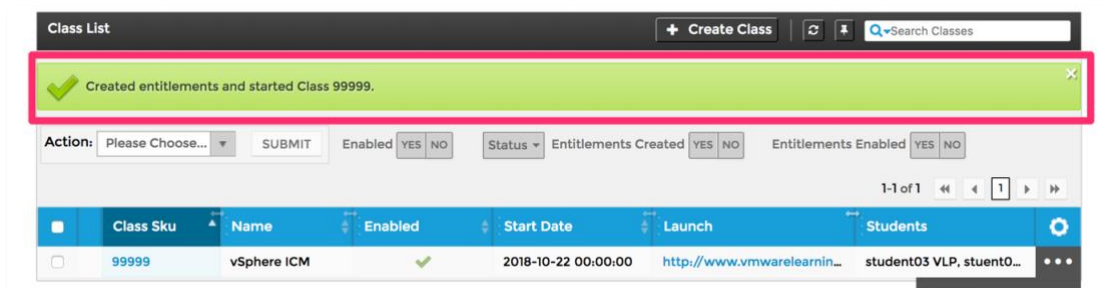 Class List + Create Class Search Classes
Created entitlements and started Class 99999.
Action: Please Choose... SUBMIT Enabled YES NO Status Entitlements Created YES NO Entitlements Enabled YES NO
1-1 of 1 1
Class Sku Name Enabled Start Date Launch Students
99999 vSphere ICM 2018-10-22 00:00:00 http://www.vmwarelearnin... student03 VLP, stuent0...